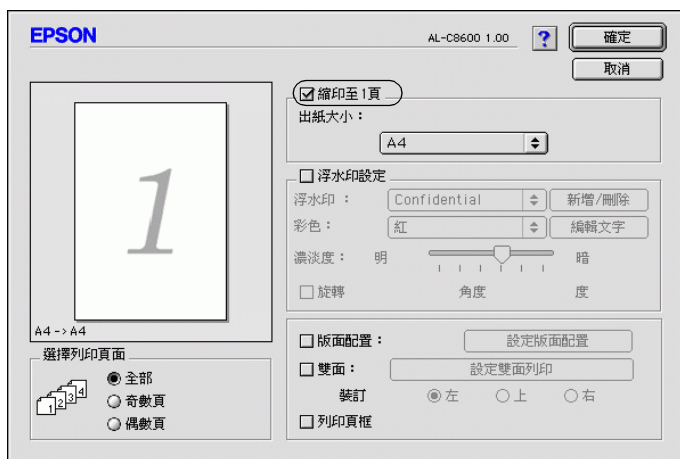 EPSON
AL-C8600 1.00
?
確定
取消
縮印至1頁
出紙大小：
A4
浮水印設定
浮水印： Confidential 新增/刪除
彩色： 紅 編輯文字
濃淡度： 明 暗
旋轉 角度 度
1
A4->A4
選擇列印頁面
1 2 3 4
全部
奇數頁
偶數頁
版面配置： 設定版面配置
雙面： 設定雙面列印
裝訂 左 上 右
列印頁框